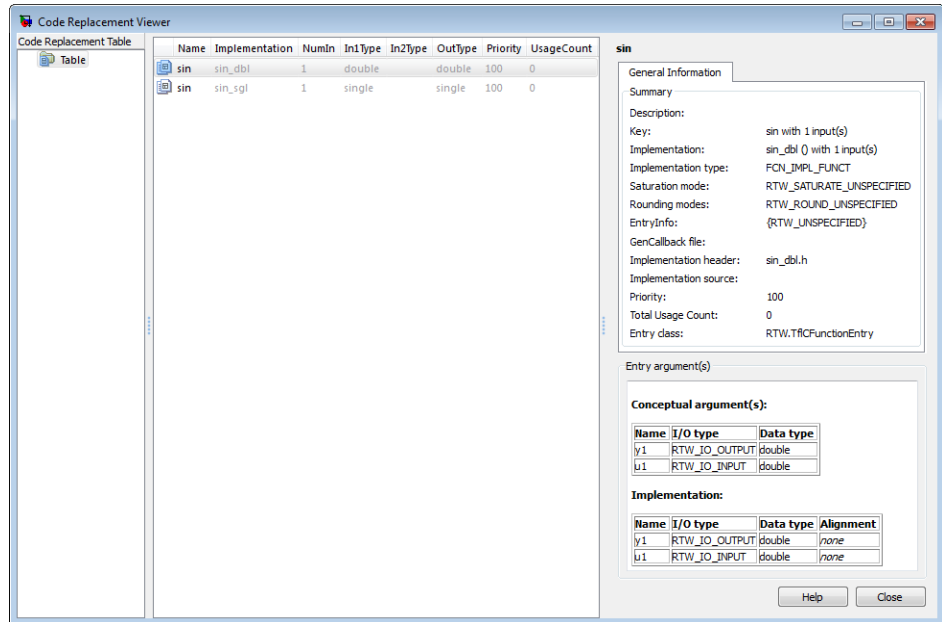 Code Replacement Viewer
Code Replacement Table
Table
Name Implementation NumIn In1Type In2Type OutType Priority UsageCount
sin sin_dbl 1 double double 100 0
sin sin_sgl 1 single single 100 0
sin
General Information
Summary
Description:
Key: sin with 1 input(s)
Implementation: sin_dbl () with 1 input(s)
Implementation type: FCN_IMPL_FUNCT
Saturation mode: RTW_SATURATE_UNSPECIFIED
Rounding modes: RTW_ROUND_UNSPECIFIED
EntryInfo: {RTW_UNSPECIFIED}
GenCallback file:
Implementation header: sin_dbl.h
Implementation source:
Priority: 100
Total Usage Count: 0
Entry class: RTW.TflCFunctionEntry
Entry argument(s)
Conceptual argument(s):
Name I/O type Data type
y1 RTW_IO_OUTPUT double
u1 RTW_IO_INPUT double
Implementation:
Name I/O type Data type Alignment
y1 RTW_IO_OUTPUT double none
u1 RTW_IO_INPUT double none
Help Close